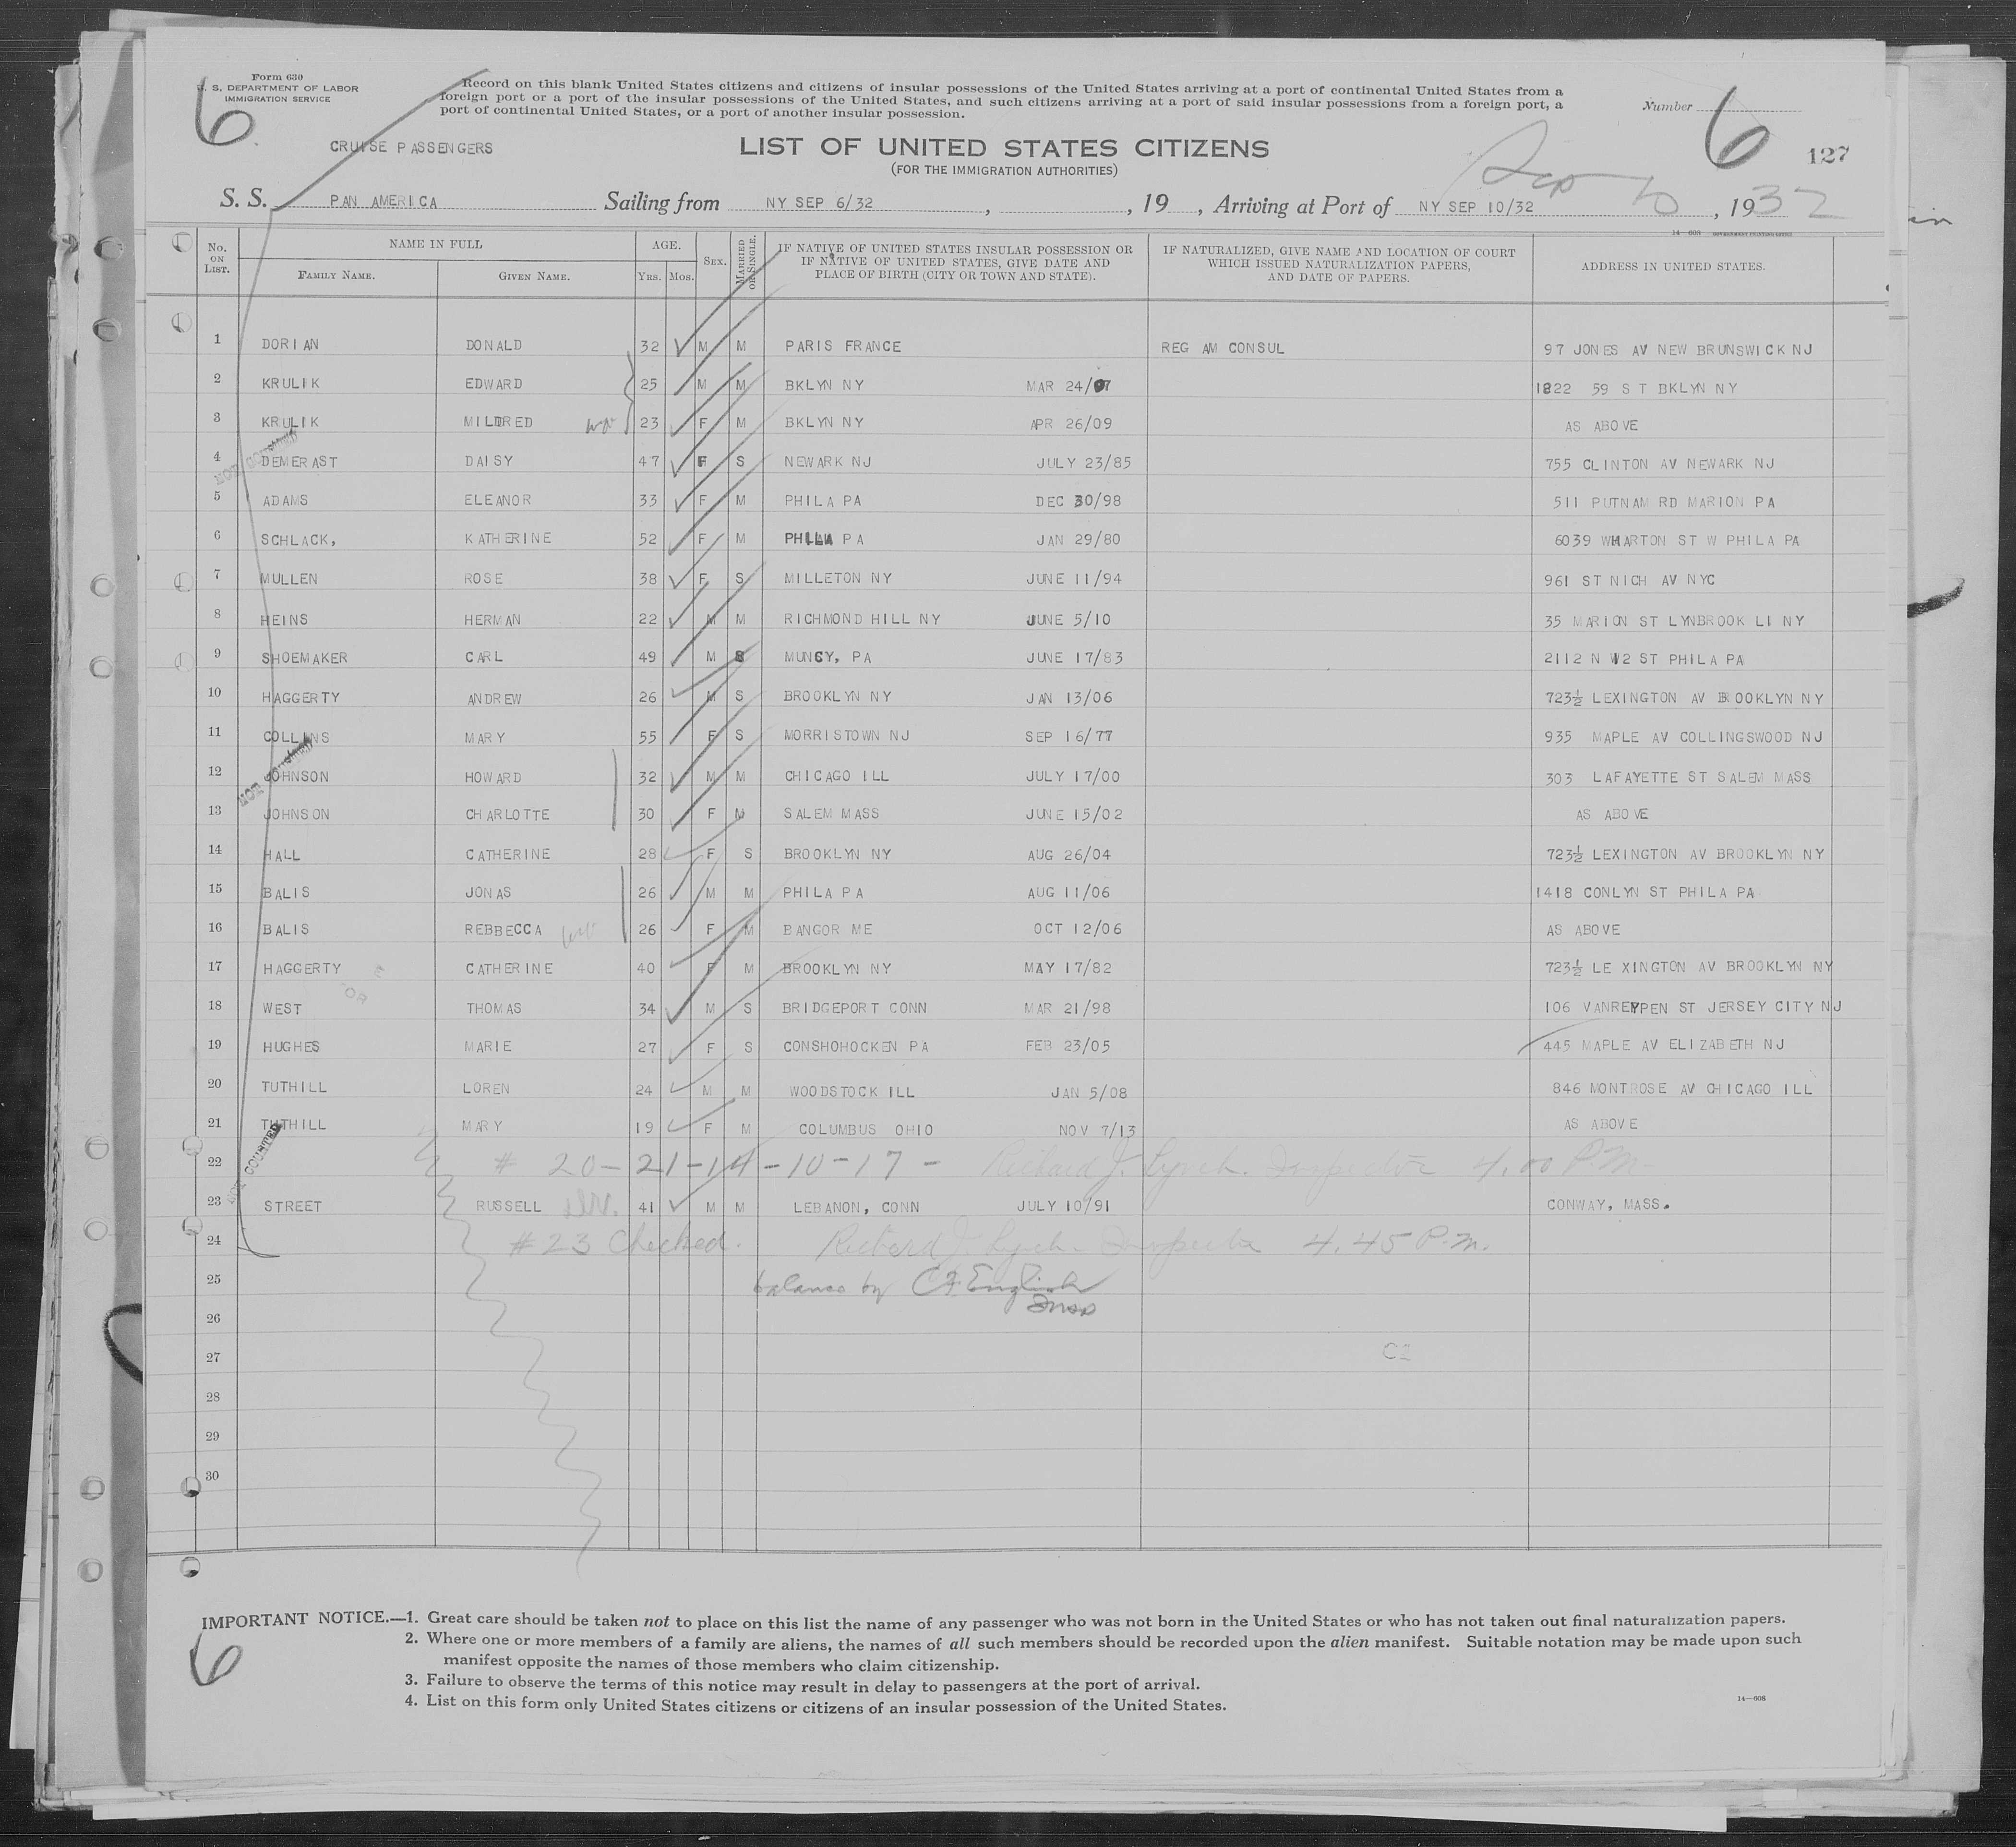 Form 630
U. S. DEPARTMENT OF LABOR
IMMIGRATION SERVICE
6
Record on this blank United States citizens and citizens of insular possessions of the United States arriving at a port of continental United States from a
foreign port or a port of the insular possessions of the United States, and such citizens arriving at a port of said insular possessions from a foreign port, a
port of continental United States, or a port of another insular possession.
Number 6
127
CRUISE PASSENGERS
LIST OF UNITED STATES CITIZENS
(FOR THE IMMIGRATION AUTHORITIES)
Sep 10
S. S. PAN AMERICA Sailing from NY SEP 6/32 , , 19 , Arriving at Port of NY SEP 10/32 , 1932
14—608
No. ON LIST. NAME IN FULL FAMILY NAME. GIVEN NAME. AGE. YRS. MOS. SEX. MARRIED OR SINGLE. IF NATIVE OF UNITED STATES INSULAR POSSESSION OR IF NATIVE OF UNITED STATES, GIVE DATE AND PLACE OF BIRTH (CITY OR TOWN AND STATE). IF NATURALIZED, GIVE NAME AND LOCATION OF COURT WHICH ISSUED NATURALIZATION PAPERS, AND DATE OF PAPERS. ADDRESS IN UNITED STATES.
1 DORIAN DONALD 32 M M PARIS FRANCE REG AM CONSUL 97 JONES AV NEW BRUNSWICK NJ
2 KRULIK EDWARD 25 M M BKLYN NY MAR 24/07 1822 59 ST BKLYN NY
3 KRULIK MILDRED 23 F M BKLYN NY APR 26/09 AS ABOVE
4 DEMERAST DAISY 47 F S NEWARK NJ JULY 23/85 755 CLINTON AV NEWARK NJ
5 ADAMS ELEANOR 33 F M PHILA PA DEC 30/98 511 PUTNAM RD MARION PA
6 SCHLACK, KATHERINE 52 F M PHILA PA JAN 29/80 6039 WHARTON ST W PHILA PA
7 MULLEN ROSE 38 F S MILLETON NY JUNE 11/94 961 ST NICH AV NYC
8 HEINS HERMAN 22 M M RICHMOND HILL NY JUNE 5/10 35 MARION ST LYNBROOK LI NY
9 SHOEMAKER CARL 49 M S MUNCY, PA JUNE 17/83 2112 N 12 ST PHILA PA
10 HAGGERTY ANDREW 26 M S BROOKLYN NY JAN 13/06 723½ LEXINGTON AV BROOKLYN NY
11 COLLINS MARY 55 F S MORRISTOWN NJ SEP 16/77 935 MAPLE AV COLLINGSWOOD NJ
12 JOHNSON HOWARD 32 M M CHICAGO ILL JULY 17/00 303 LAFAYETTE ST SALEM MASS
13 JOHNSON CHARLOTTE 30 F M SALEM MASS JUNE 15/02 AS ABOVE
14 HALL CATHERINE 28 F S BROOKLYN NY AUG 26/04 723½ LEXINGTON AV BROOKLYN NY
15 BALIS JONAS 26 M M PHILA PA AUG 11/06 1418 CONLYN ST PHILA PA
16 BALIS REBBECCA 26 F M BANGOR ME OCT 12/06 AS ABOVE
17 HAGGERTY CATHERINE 40 F M BROOKLYN NY MAY 17/82 723½ LEXINGTON AV BROOKLYN NY
18 WEST THOMAS 34 M S BRIDGEPORT CONN MAR 21/98 106 VANREYPEN ST JERSEY CITY NJ
19 HUGHES MARIE 27 F S CONSHOHOCKEN PA FEB 23/05 445 MAPLE AV ELIZABETH NJ
20 TUTHILL LOREN 24 M M WOODSTOCK ILL JAN 5/08 846 MONTROSE AV CHICAGO ILL
21 TUTHILL MARY 19 F M COLUMBUS OHIO NOV 7/13 AS ABOVE
22 # 20-21-14-10-17- Richard J. Lynch. Inspector 4.00 P.M.
23 STREET RUSSELL 41 M M LEBANON, CONN JULY 10/91 CONWAY, MASS.
24 #23 Checked. Richard J Lynch Inspector 4.45 P.M.
25 balance by C F English
26 Insp
27
28
29
30
IMPORTANT NOTICE.—1. Great care should be taken not to place on this list the name of any passenger who was not born in the United States or who has not taken out final naturalization papers.
2. Where one or more members of a family are aliens, the names of all such members should be recorded upon the alien manifest. Suitable notation may be made upon such
manifest opposite the names of those members who claim citizenship.
3. Failure to observe the terms of this notice may result in delay to passengers at the port of arrival.
4. List on this form only United States citizens or citizens of an insular possession of the United States.
6
14—608